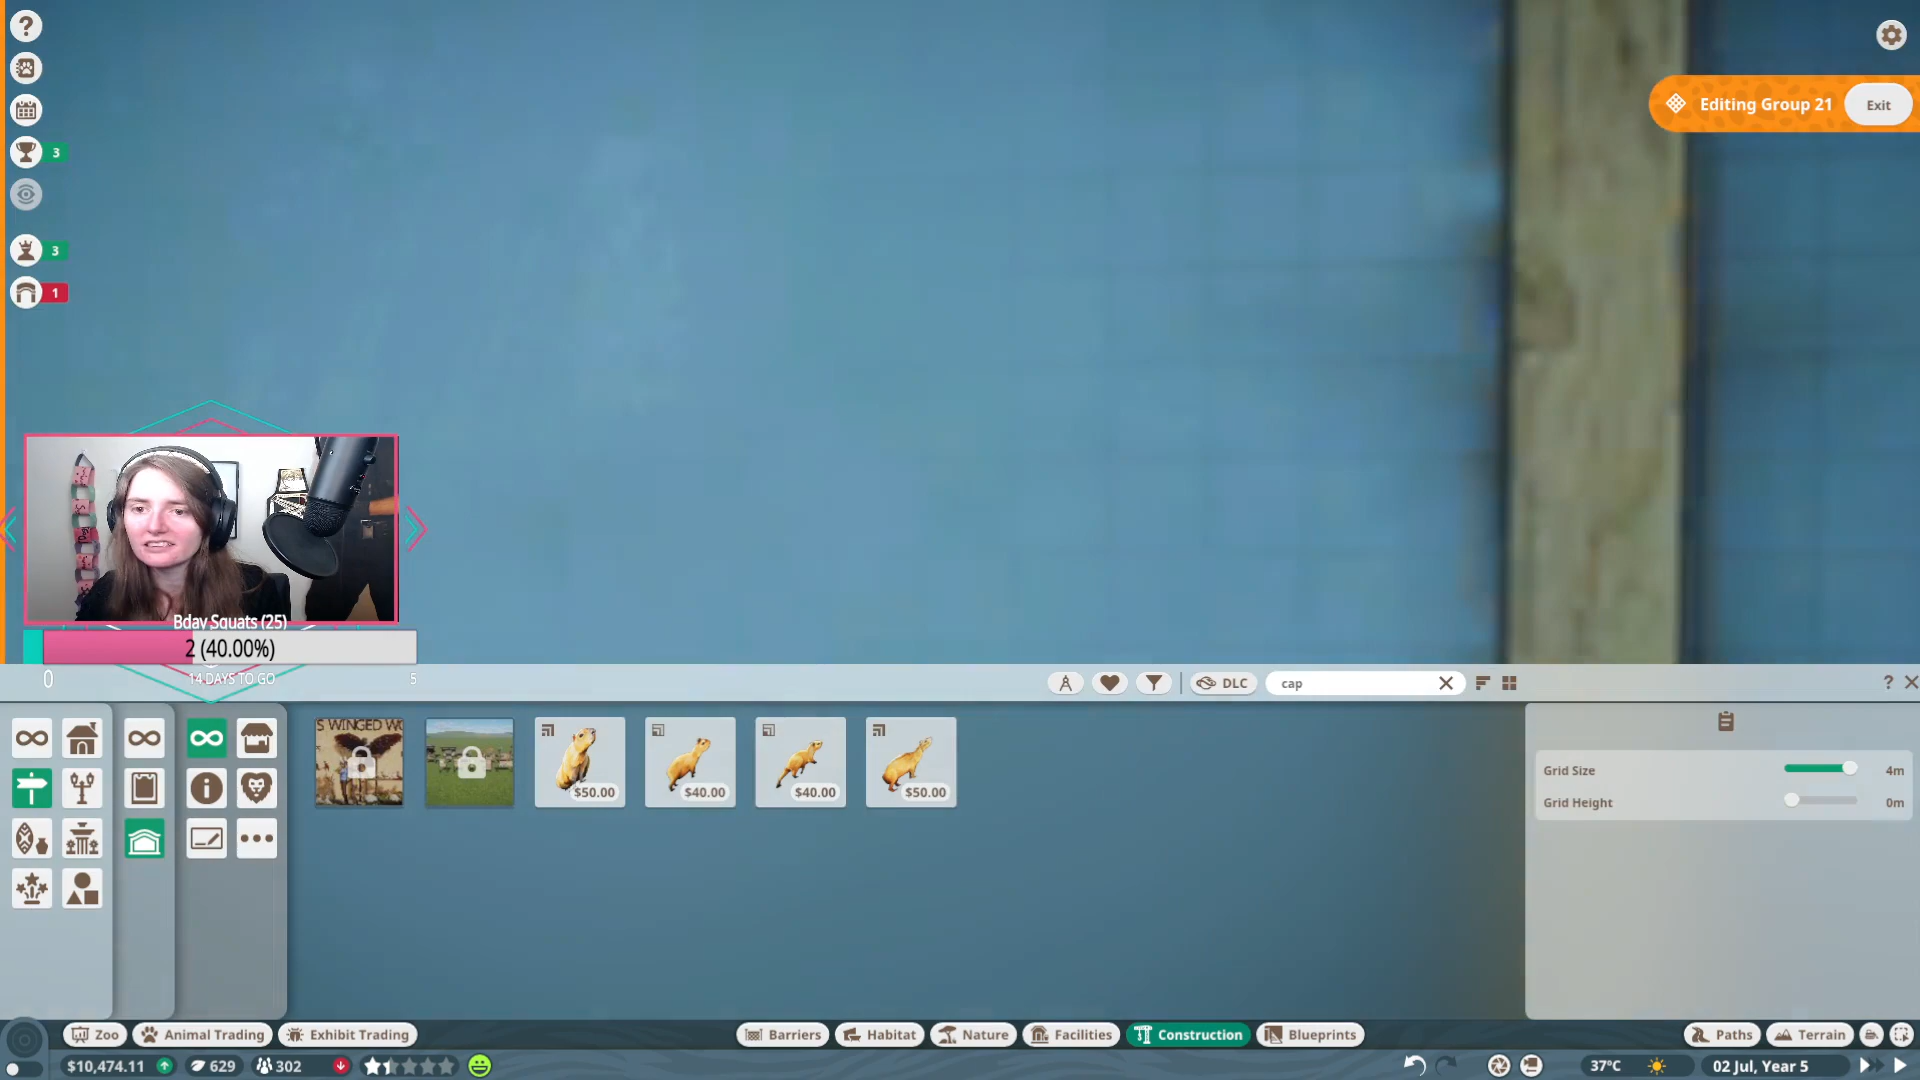 ?
3
3
1
Editing Group 21
Exit
Bday Squats (25)
2 (40.00%)
0
14 DAYS TO GO
5
DLC
cap
?
S WINGED WO
$50.00
$40.00
$40.00
$50.00
Grid Size
4m
Grid Height
0m
Zoo
Animal Trading
Exhibit Trading
Barriers
Habitat
Nature
Facilities
Construction
Blueprints
Paths
Terrain
$10,474.11
629
302
37°C
02 Jul, Year 5